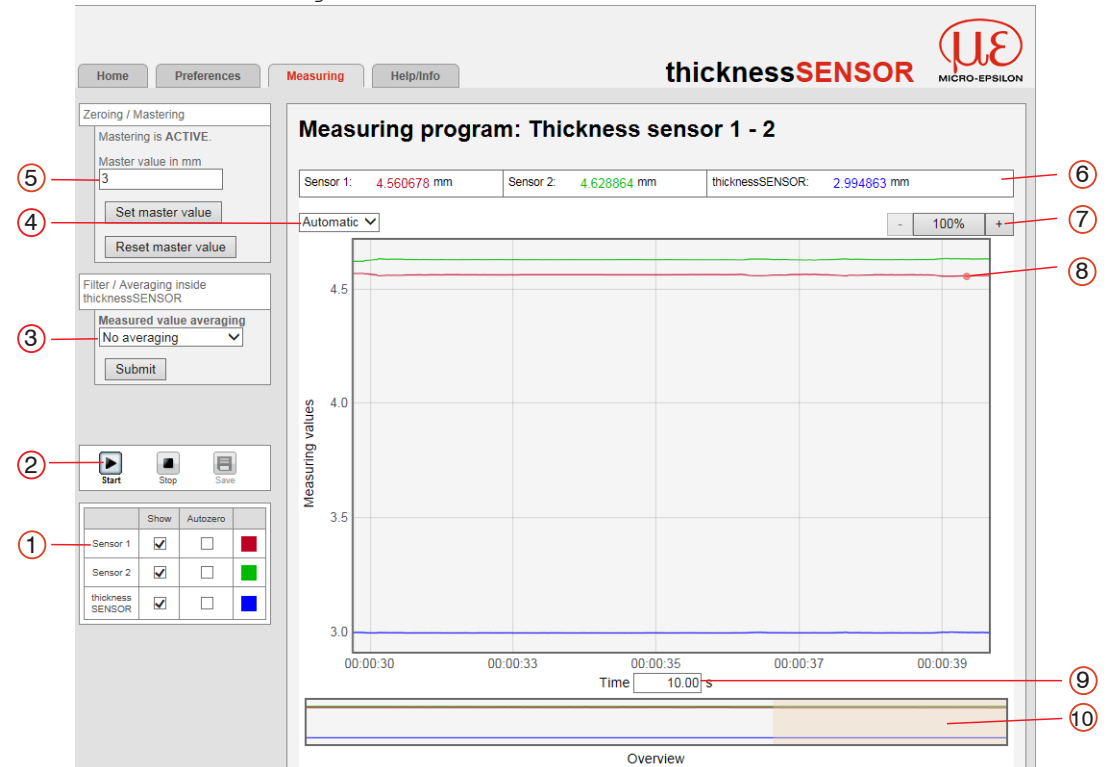 με
MICRO-EPSILON
Home Preferences Measuring Help/Info
thicknessSENSOR
Zeroing / Mastering
Mastering is ACTIVE.
Master value in mm
3
Set master value
Reset master value
5
Filter / Averaging inside
thicknessSENSOR
Measured value averaging
No averaging
Submit
3
2
Start Stop Save
Show Autozero
1
Sensor 1
Sensor 2
thickness
SENSOR
Measuring program: Thickness sensor 1 - 2
Sensor 1: 4.560678 mm Sensor 2: 4.628864 mm thicknessSENSOR: 2.994863 mm
6
4
Automatic
- 100% +
7
8
4.5
4.0
3.5
3.0
Measuring values
00:00:30 00:00:33 00:00:35 00:00:37 00:00:39
Time 10.00 s
9
10
Overview